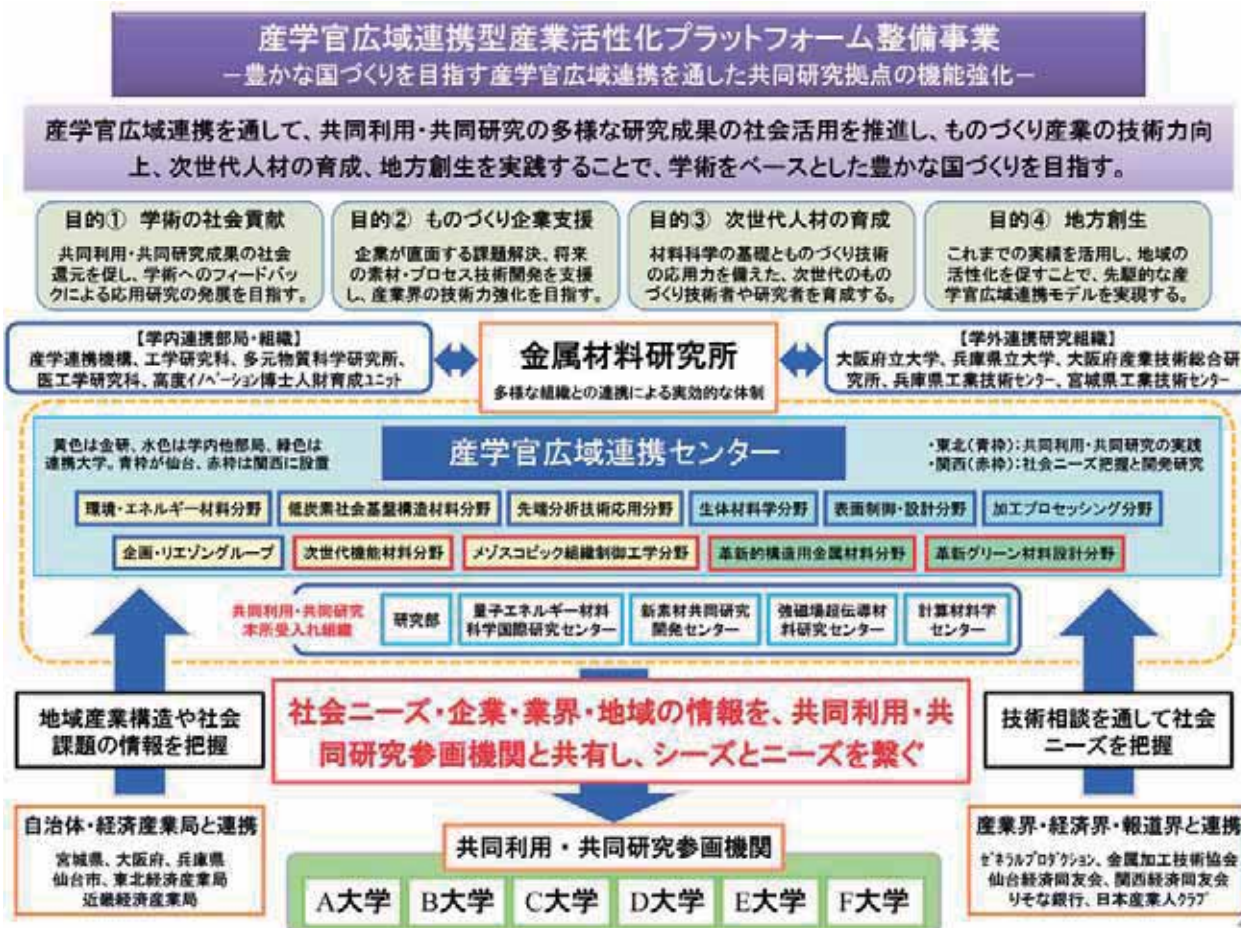 産学官広域連携型産業活性化プラットフォーム整備事業
－豊かな国づくりを目指す産学官広域連携を通した共同研究拠点の機能強化－
産学官広域連携を通して、共同利用・共同研究の多様な研究成果の社会活用を推進し、ものづくり産業の技術力向
上、次世代人材の育成、地方創生を実践することで、学術をベースとした豊かな国づくりを目指す。
目的① 学術の社会貢献
共同利用・共同研究成果の社会
還元を促し、学術へのフィードバッ
クによる応用研究の発展を目指す。
目的② ものづくり企業支援
企業が直面する課題解決、将来
の素材・プロセス技術開発を支援
し、産業界の技術力強化を目指す。
目的③ 次世代人材の育成
材料科学の基礎とものづくり技術
の応用力を備えた、次世代のもの
づくり技術者や研究者を育成する。
目的④ 地方創生
これまでの実績を活用し、地域の
活性化を促すことで、先駆的な産
学官広域連携モデルを実現する。
【学内連携部局・組織】
産学連携機構、工学研究科、多元物質科学研究所、
医工学研究科、高度イノベーション博士人財育成ユニット
金属材料研究所
多様な組織との連携による実効的な体制
【学外連携研究組織】
大阪府立大学、兵庫県立大学、大阪府産業技術総合研
究所、兵庫県工業技術センター、宮城県工業技術センター
黄色は金研、水色は学内他部局、緑色は
連携大学。青枠が仙台、赤枠は関西に設置
産学官広域連携センター
・東北(青枠):共同利用・共同研究の実践
・関西(赤枠):社会ニーズ把握と開発研究
環境・エネルギー材料分野
低炭素社会基盤構造材料分野
先端分析技術応用分野
生体材料学分野
表面制御・設計分野
加工プロセッシング分野
企画・リエゾングループ
次世代機能材料分野
メゾスコピック組織制御工学分野
革新的構造用金属材料分野
革新グリーン材料設計分野
共同利用・共同研究
本所受入れ組織
研究部
量子エネルギー材料
科学国際研究センター
新素材共同研究
開発センター
強磁場超伝導材
料研究センター
計算材料学
センター
地域産業構造や社会
課題の情報を把握
社会ニーズ・企業・業界・地域の情報を、共同利用・共
同研究参画機関と共有し、シーズとニーズを繋ぐ
技術相談を通して社会
ニーズを把握
自治体・経済産業局と連携
宮城県、大阪府、兵庫県
仙台市、東北経済産業局
近畿経済産業局
共同利用・共同研究参画機関
A大学
B大学
C大学
D大学
E大学
F大学
産業界・経済界・報道界と連携
ゼネラルプロダクション、金属加工技術協会
仙台経済同友会、関西経済同友会
りそな銀行、日本産業人クラブ